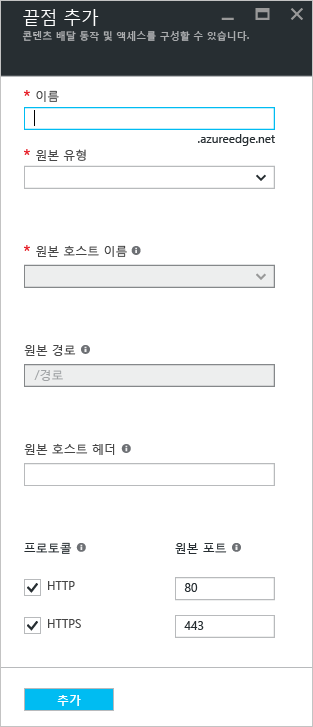 끝점 추가
콘텐츠 배달 동작 및 액세스를 구성할 수 있습니다.
* 이름
.azureedge.net
* 원본 유형
* 원본 호스트 이름
원본 경로
/경로
원본 호스트 헤더
프로토콜 원본 포트
HTTP 80
HTTPS 443
추가